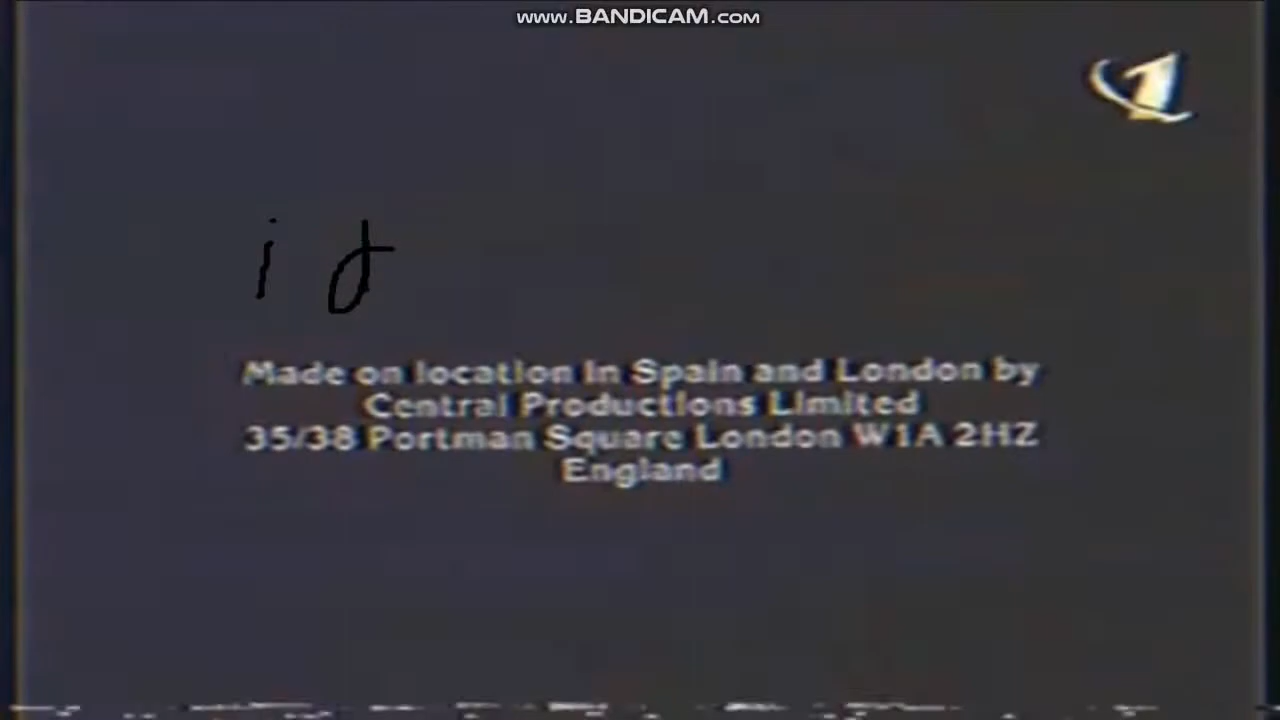 www.BANDICAM.com
1
Made on location in Spain and London by
Central Productions Limited
35/38 Portman Square London W1A 2HZ
England